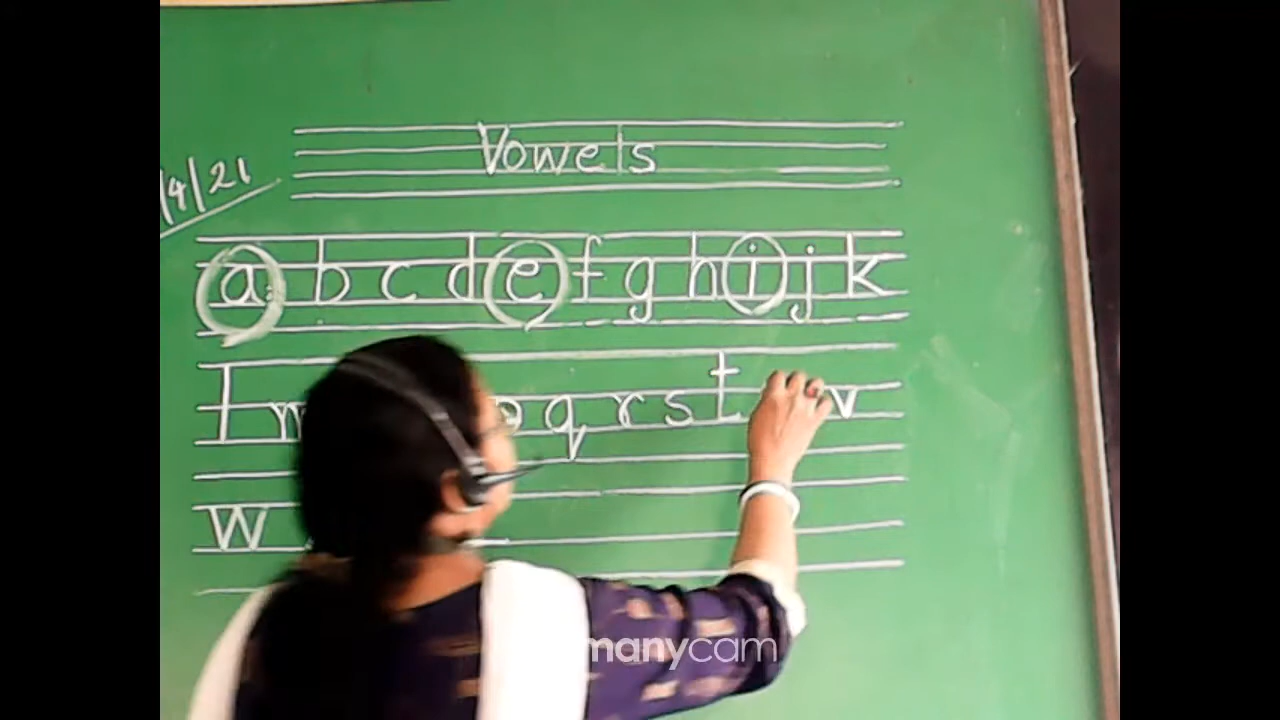 Vowels
/4/21
a b c d e f g h i j k
l m q r s t v
w
manycam